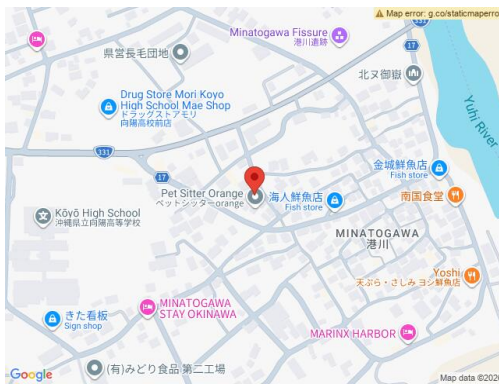 Map error: g.co/staticmaperro
Minatogawa Fissure
港川遺跡
県営長毛団地
17
北ヌ御嶽
Yuhi River
Drug Store Mori Koyo
High School Mae Shop
ドラッグストアモリ
向陽高校前店
331
331
17
金城鮮魚店
Fish store
Pet Sitter Orange
ペットシッターorange
海人鮮魚店
Fish store
南国食堂
Kōyō High School
沖縄県立向陽高等学校
MINATOGAWA
港川
Yoshi
天ぷら・さしみ ヨシ鮮魚店
MINATOGAWA
STAY OKINAWA
きた看板
Sign shop
MARINX HARBOR
(有)みどり食品 第二工場
Google
Map data ©202